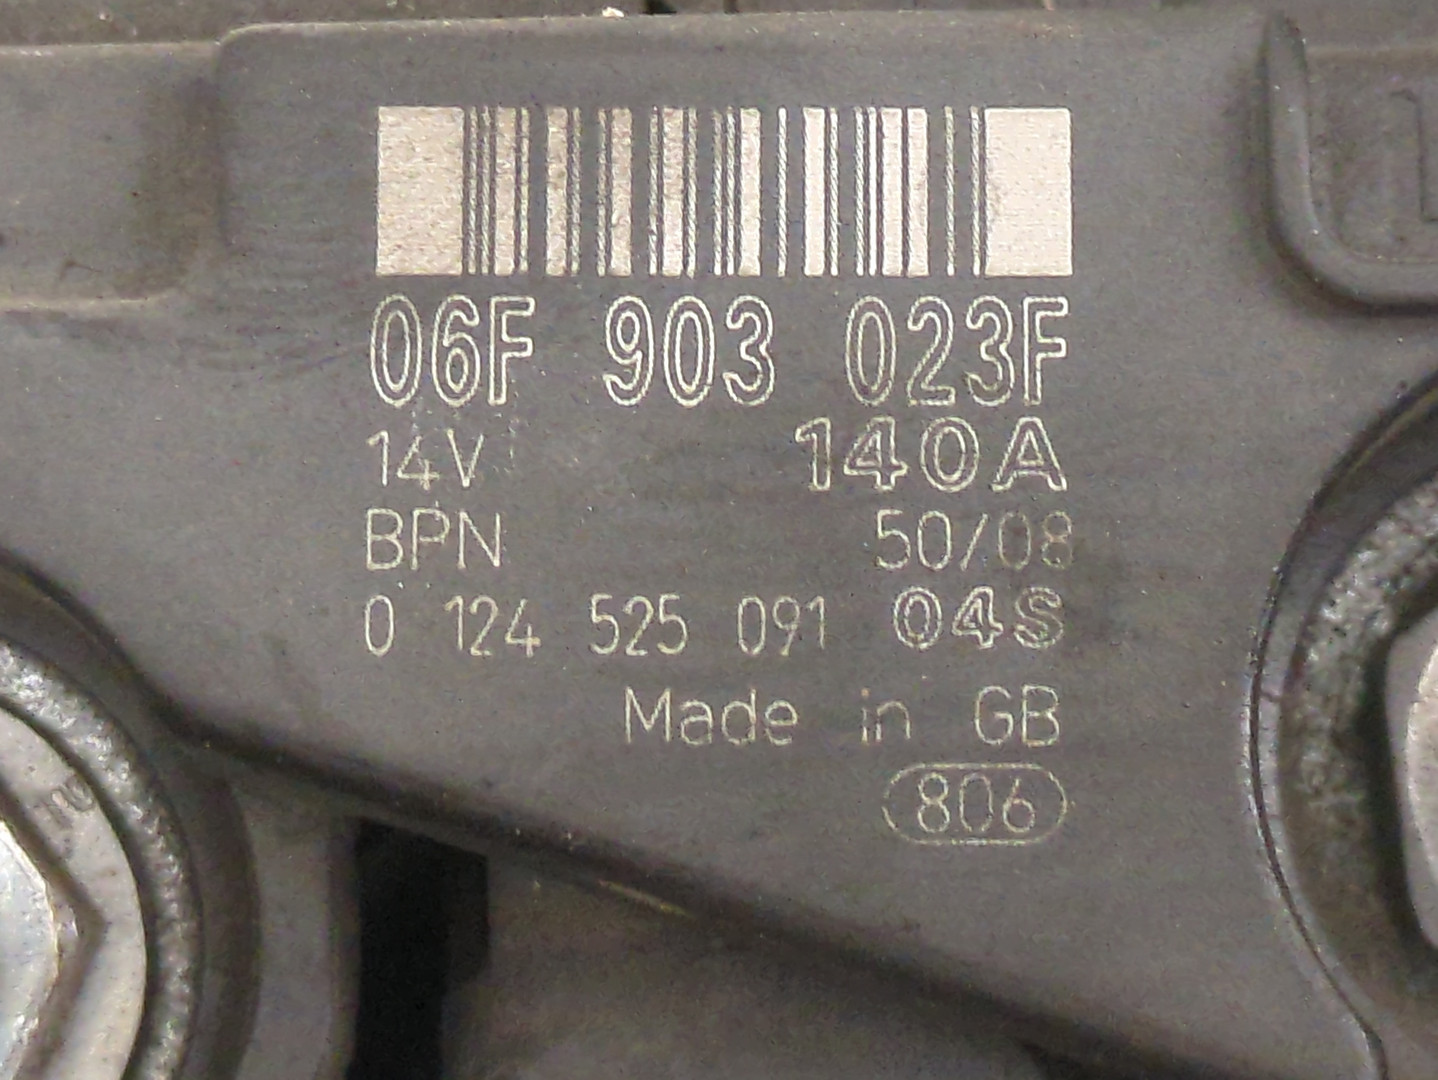 06F 903 023F
14V 140A
BPN 50/08
0 124 525 091 04S
Made in GB
806